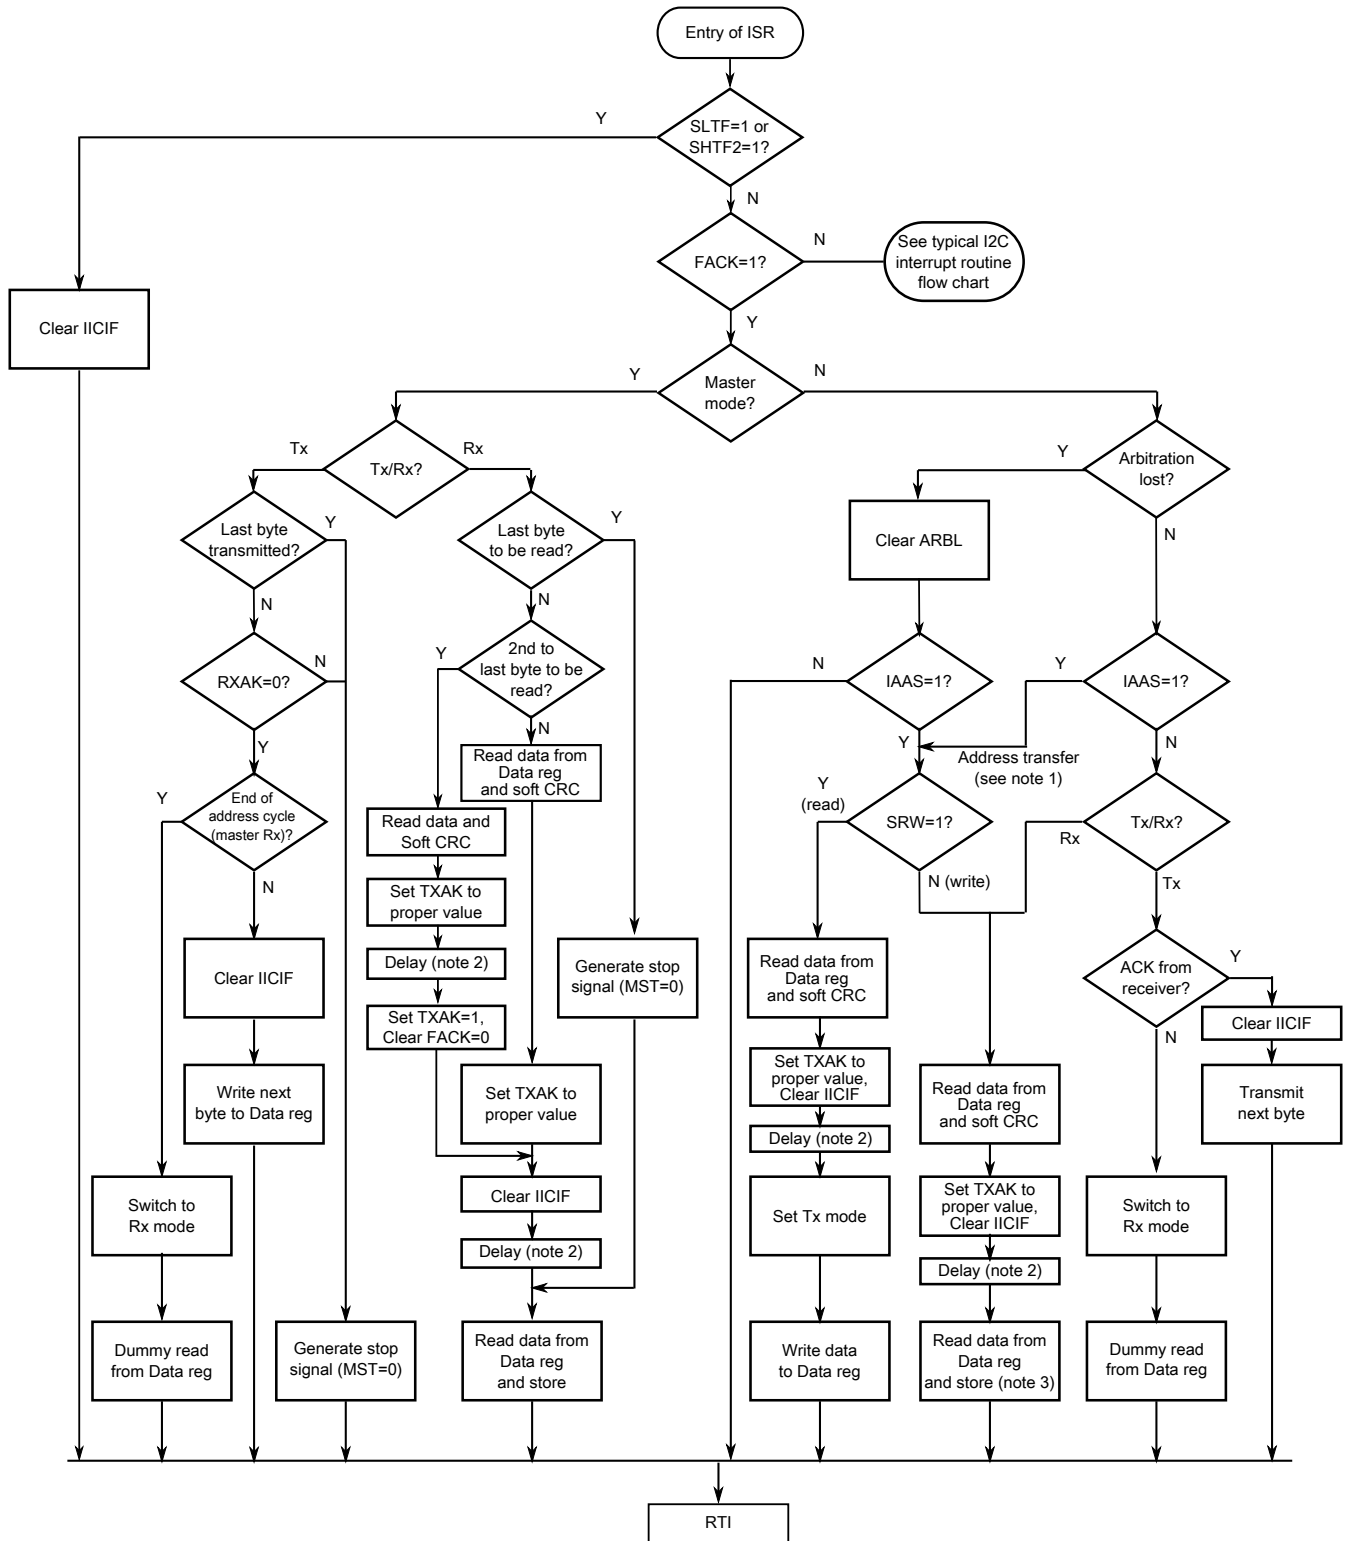 Entry of ISR
Y
SLTF=1 or
SHTF2=1?
N
FACK=1?
N
See typical I2C
interrupt routine
flow chart
Y
Clear IICIF
Y
Master
mode?
N
Tx
Tx/Rx?
Rx
Y
Arbitration
lost?
Last byte
transmitted?
Y
Last byte
to be read?
Y
Clear ARBL
N
N
N
RXAK=0?
N
Y
2nd to
last byte to be
read?
N
IAAS=1?
Y
IAAS=1?
Y
N
Read data from
Data reg
and soft CRC
Y
Address transfer
(see note 1)
N
Y
End of
address cycle
(master Rx)?
Read data and
Soft CRC
Y
(read)
SRW=1?
Rx
Tx/Rx?
N
Set TXAK to
proper value
N (write)
Tx
Clear IICIF
Delay (note 2)
Generate stop
signal (MST=0)
Read data from
Data reg
and soft CRC
ACK from
receiver?
Y
Set TXAK=1,
Clear FACK=0
N
Clear IICIF
Write next
byte to Data reg
Set TXAK to
proper value
Set TXAK to
proper value,
Clear IICIF
Read data from
Data reg
and soft CRC
Transmit
next byte
Delay (note 2)
Switch to
Rx mode
Clear IICIF
Set Tx mode
Set TXAK to
proper value,
Clear IICIF
Switch to
Rx mode
Delay (note 2)
Delay (note 2)
Dummy read
from Data reg
Generate stop
signal (MST=0)
Read data from
Data reg
and store
Write data
to Data reg
Read data from
Data reg
and store (note 3)
Dummy read
from Data reg
RTI